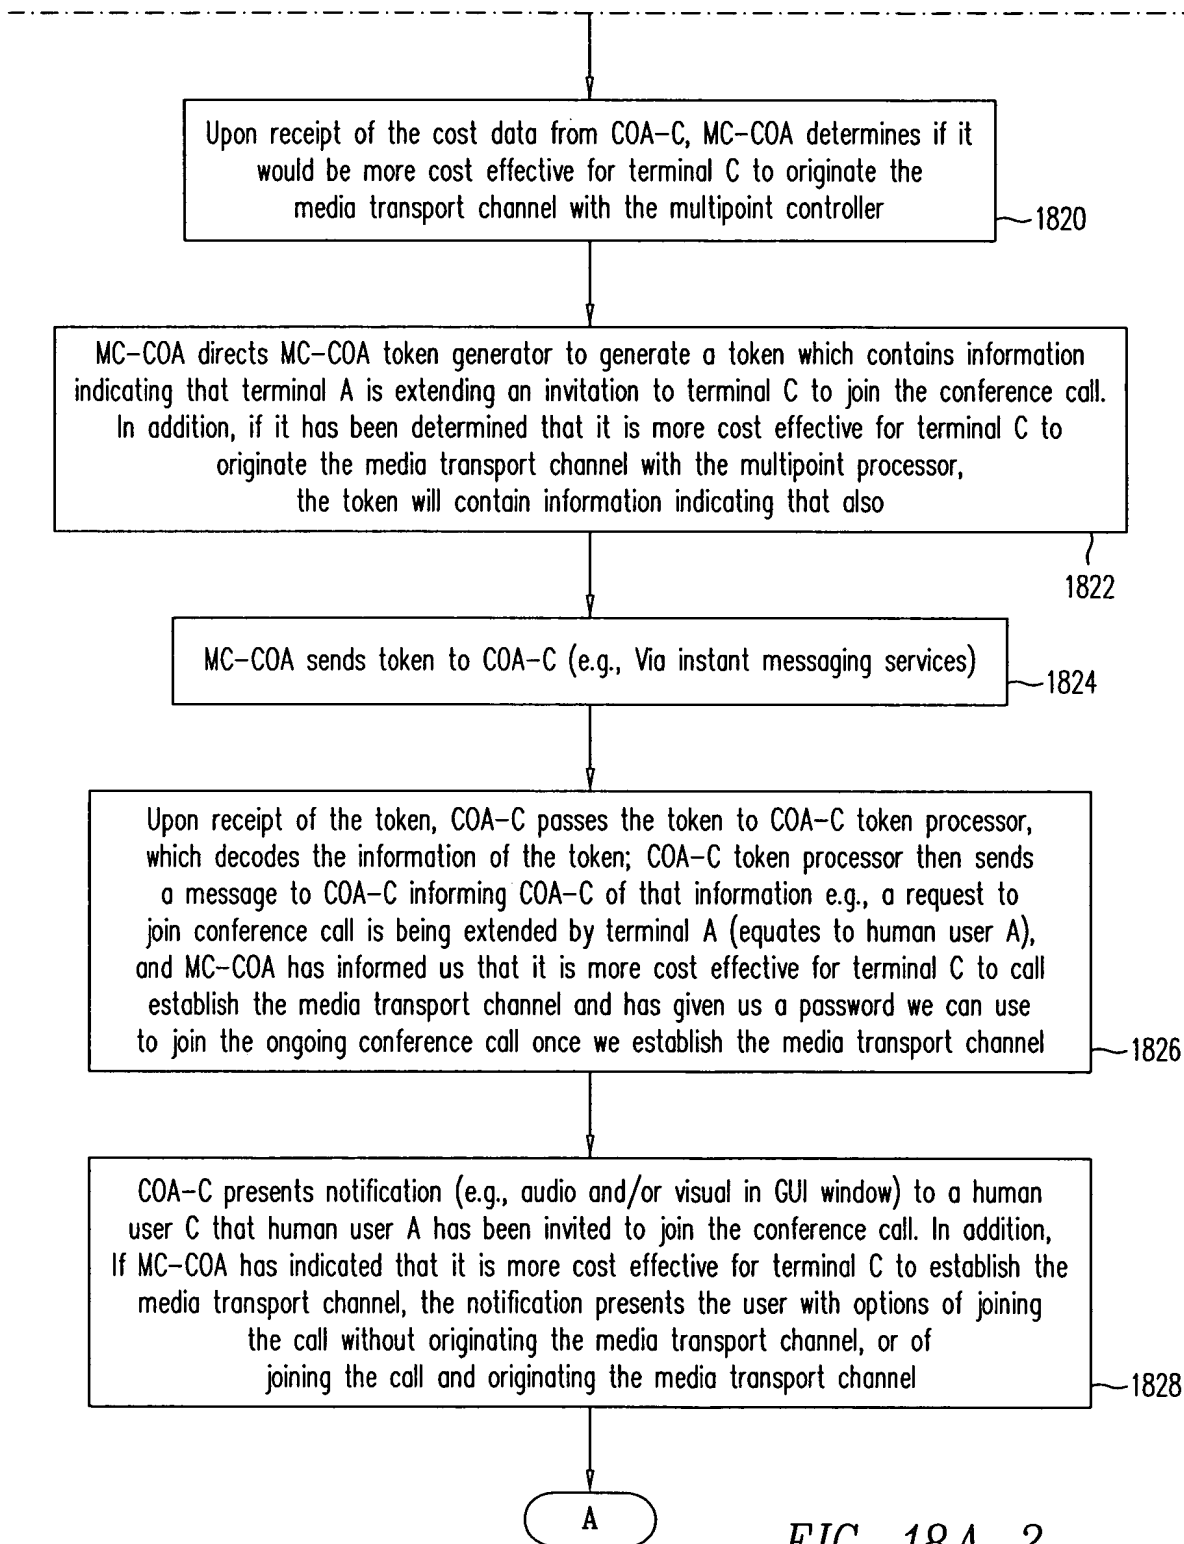 Upon receipt of the cost data from COA-C, MC-COA determines if it
would be more cost effective for terminal C to originate the
media transport channel with the multipoint controller
1820
MC-COA directs MC-COA token generator to generate a token which contains information
indicating that terminal A is extending an invitation to terminal C to join the conference call.
In addition, if it has been determined that it is more cost effective for terminal C to
originate the media transport channel with the multipoint processor,
the token will contain information indicating that also
1822
MC-COA sends token to COA-C (e.g., Via instant messaging services)
1824
Upon receipt of the token, COA-C passes the token to COA-C token processor,
which decodes the information of the token; COA-C token processor then sends
a message to COA-C informing COA-C of that information e.g., a request to
join conference call is being extended by terminal A (equates to human user A),
and MC-COA has informed us that it is more cost effective for terminal C to call
establish the media transport channel and has given us a password we can use
to join the ongoing conference call once we establish the media transport channel
1826
COA-C presents notification (e.g., audio and/or visual in GUI window) to a human
user C that human user A has been invited to join the conference call. In addition,
If MC-COA has indicated that it is more cost effective for terminal C to establish the
media transport channel, the notification presents the user with options of joining
the call without originating the media transport channel, or of
joining the call and originating the media transport channel
1828
A
FIG. 18A-2